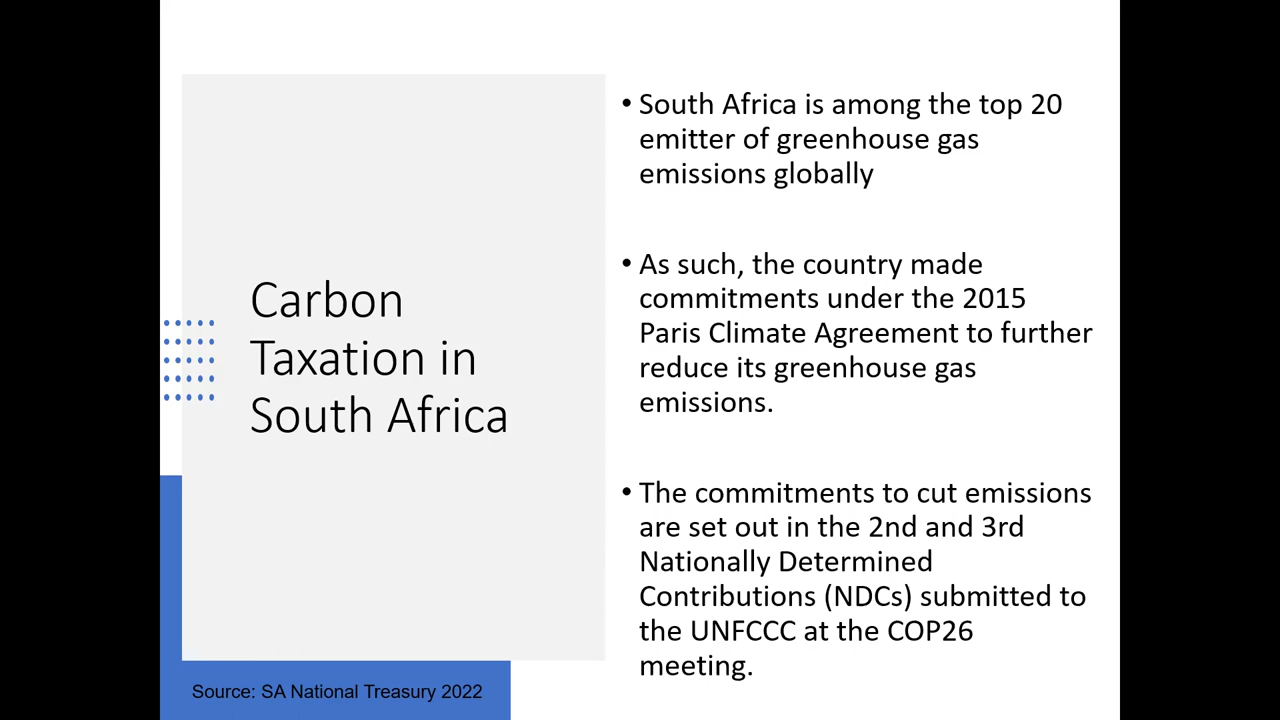 Carbon
Taxation in
South Africa
• South Africa is among the top 20
emitter of greenhouse gas
emissions globally
• As such, the country made
commitments under the 2015
Paris Climate Agreement to further
reduce its greenhouse gas
emissions.
• The commitments to cut emissions
are set out in the 2nd and 3rd
Nationally Determined
Contributions (NDCs) submitted to
the UNFCCC at the COP26
meeting.
Source: SA National Treasury 2022